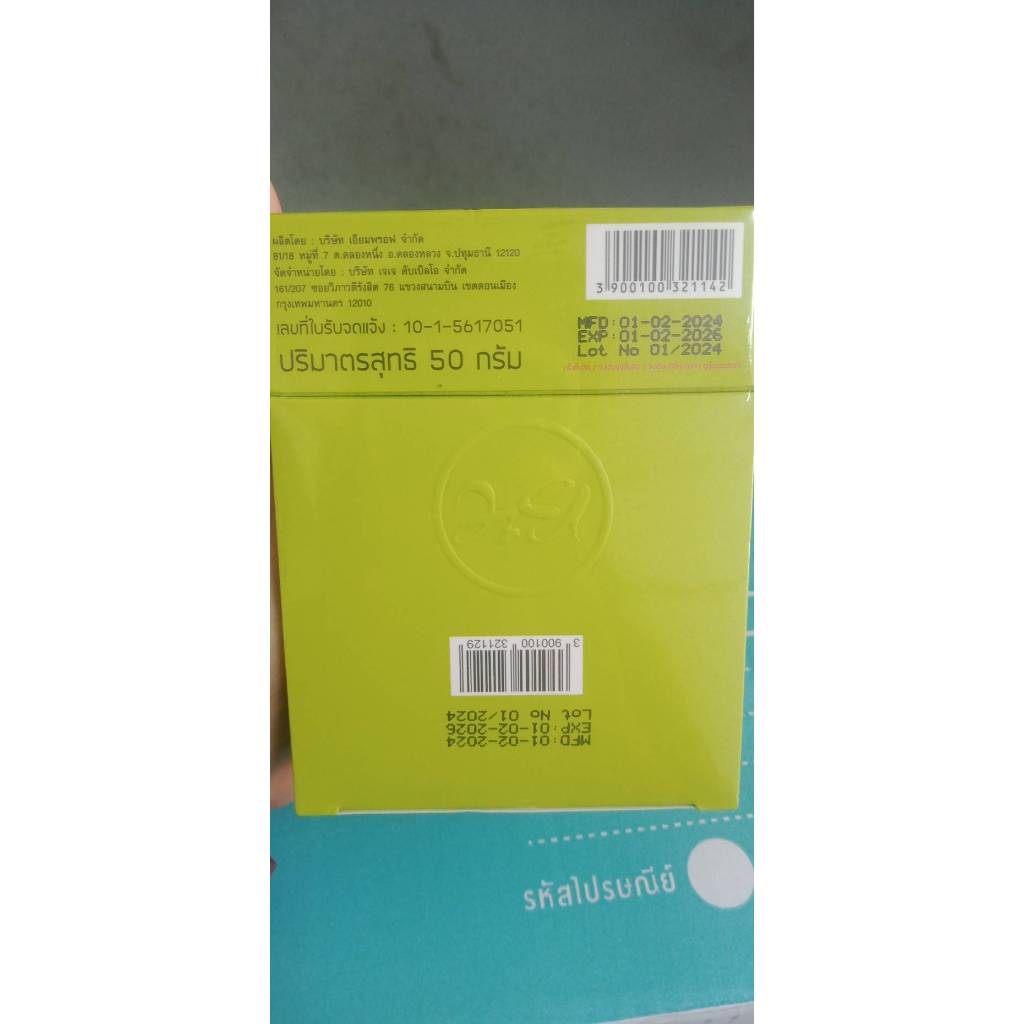 ผลิตโดย : บริษัท เอียมพรอฟ จำกัด
81/18 หมู่ที่ 7 ต.คลองหนึ่ง อ.คลองหลวง จ.ปทุมธานี 12120
จัดจำหน่ายโดย : บริษัท เจเจ ดับเบิลโอ จำกัด
161/207 ซอยวิภาวดีรังสิต 76 แขวงสนามบิน เขตดอนเมือง
กรุงเทพมหานคร 12010
เลขที่ใบรับจดแจ้ง : 10-1-5617051
ปริมาตรสุทธิ 50 กรัม
3 900100 321142
MFD:01-02-2024
EXP:01-02-2026
Lot No 01/2024
3 900100 321129
MFD:01-02-2024
EXP:01-02-2026
Lot No 01/2024
รหัสไปรษณีย์